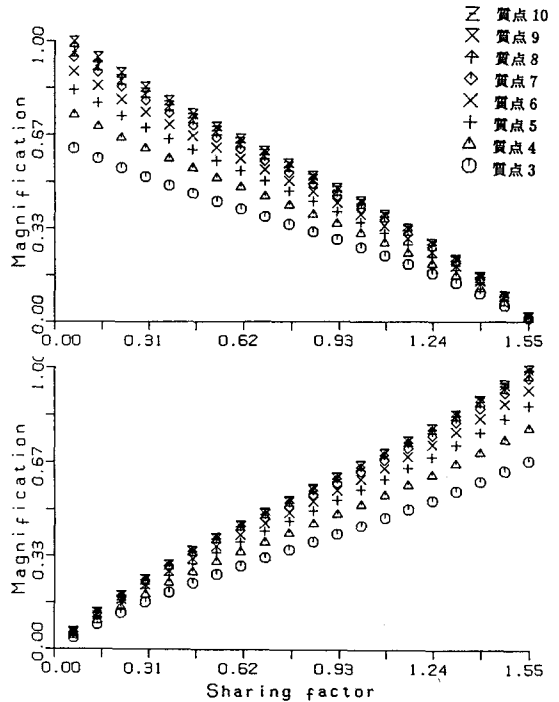 質点 10
質点 9
質点 8
質点 7
質点 6
質点 5
質点 4
質点 3
Magnification
1.00
0.67
0.33
0.00
0.00 0.31 0.62 0.93 1.24 1.55
Magnification
1.00
0.67
0.33
0.00
0.00 0.31 0.62 0.93 1.24 1.55
Sharing factor